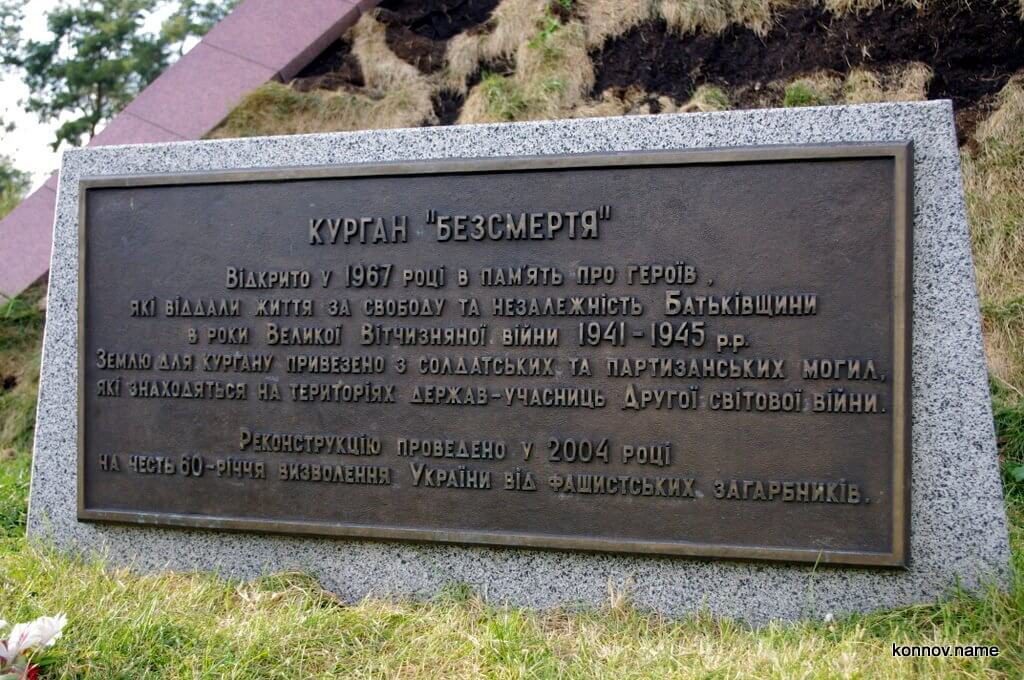 КУРГАН "БЕЗСМЕРТЯ"
Відкрито у 1967 році в пам'ять про героїв,
які віддали життя за свободу та незалежність Батьківщини
в роки Великої Вітчизняної війни 1941-1945 р.р.
Землю для кургану привезено з солдатських та партизанських могил,
які знаходяться на територіях держав-учасниць Другої світової війни.
Реконструкцію проведено у 2004 році
на честь 60-річчя визволення України від фашистських загарбників.
konnov.name